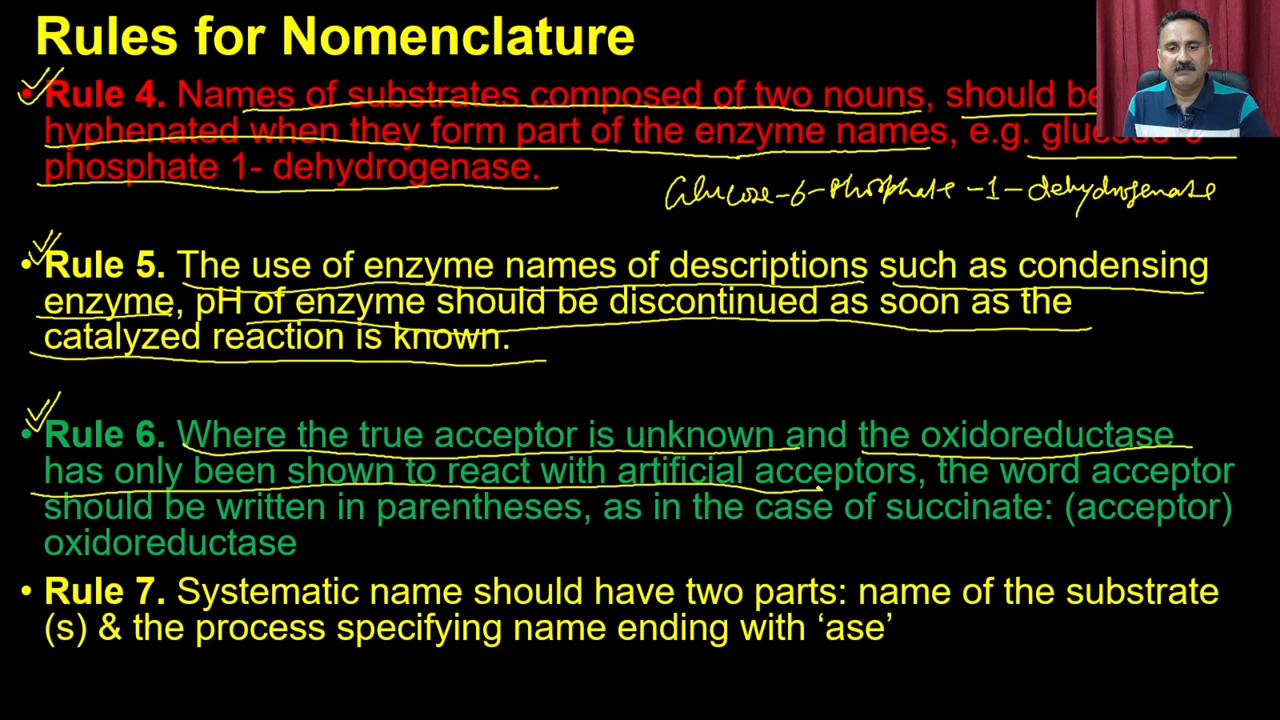 Rules for Nomenclature
• Rule 4. Names of substrates composed of two nouns, should be
hyphenated when they form part of the enzyme names, e.g. glucose-6
phosphate 1- dehydrogenase.
Glucose-6-Phosphate-1-dehydrogenase
• Rule 5. The use of enzyme names of descriptions such as condensing
enzyme, pH of enzyme should be discontinued as soon as the
catalyzed reaction is known.
• Rule 6. Where the true acceptor is unknown and the oxidoreductase
has only been shown to react with artificial acceptors, the word acceptor
should be written in parentheses, as in the case of succinate: (acceptor)
oxidoreductase
• Rule 7. Systematic name should have two parts: name of the substrate
(s) & the process specifying name ending with ‘ase’